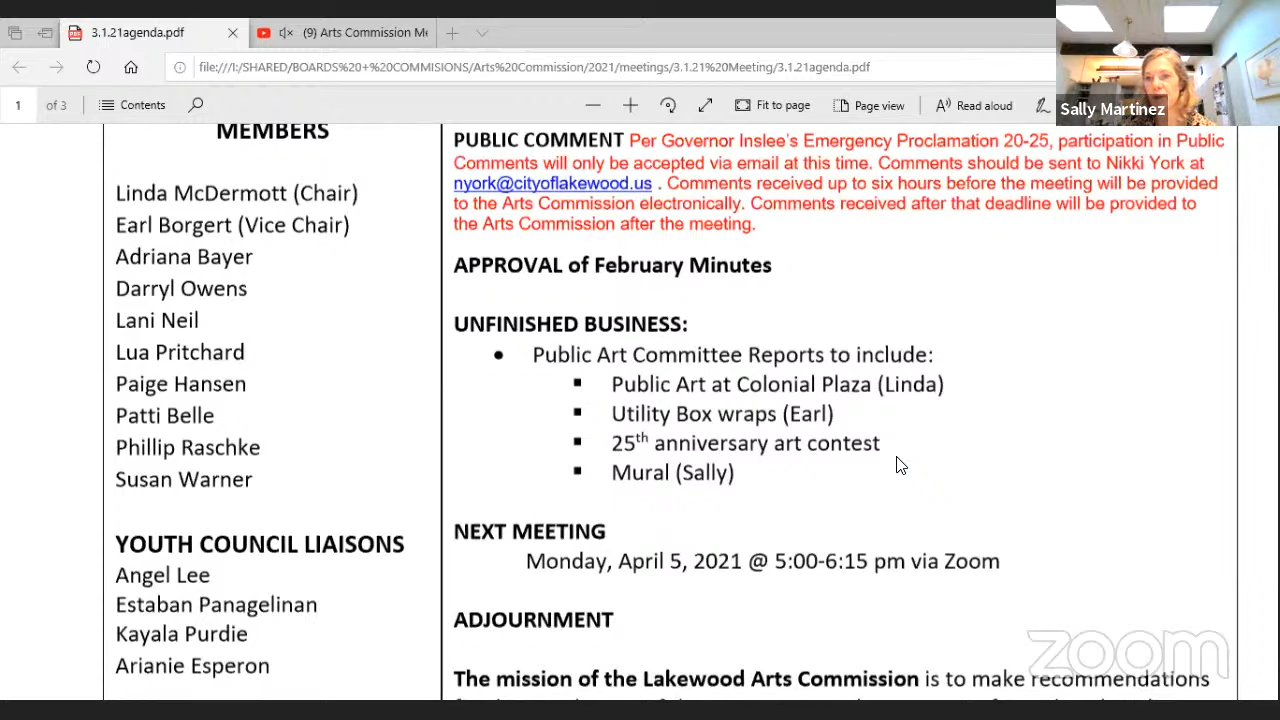 3.1.21agenda.pdf
(9) Arts Commission Me
file:///I:/SHARED/BOARDS%20+%20COMMISIONS/Arts%20Commission/2021/meetings/3.1.21%20Meeting/3.1.21agenda.pdf
1 of 3
Contents
Fit to page
Page view
Read aloud
Sally Martinez
MEMBERS
Linda McDermott (Chair)
Earl Borgert (Vice Chair)
Adriana Bayer
Darryl Owens
Lani Neil
Lua Pritchard
Paige Hansen
Patti Belle
Phillip Raschke
Susan Warner
YOUTH COUNCIL LIAISONS
Angel Lee
Estaban Panagelinan
Kayala Purdie
Arianie Esperon
PUBLIC COMMENT Per Governor Inslee's Emergency Proclamation 20-25, participation in Public
Comments will only be accepted via email at this time. Comments should be sent to Nikki York at
nyork@cityoflakewood.us . Comments received up to six hours before the meeting will be provided
to the Arts Commission electronically. Comments received after that deadline will be provided to
the Arts Commission after the meeting.
APPROVAL of February Minutes
UNFINISHED BUSINESS:
• Public Art Committee Reports to include:
▪ Public Art at Colonial Plaza (Linda)
▪ Utility Box wraps (Earl)
▪ 25th anniversary art contest
▪ Mural (Sally)
NEXT MEETING
Monday, April 5, 2021 @ 5:00-6:15 pm via Zoom
ADJOURNMENT
The mission of the Lakewood Arts Commission is to make recommendations
zoom